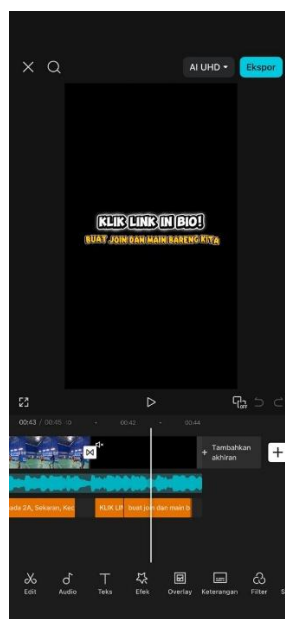 AI UHD
Ekspor
KLIK LINK IN BIO!
BUAT JOIN DAN MAIN BARENG KITA
OFF
00:43 / 00:45
00:42
00:44
+ Tambahkan akhiran
+
ada 2A, Sekaran, Kec
KLIK LI
buat join dan main b
Edit
Audio
Teks
Efek
Overlay
Keterangan
Filter
S